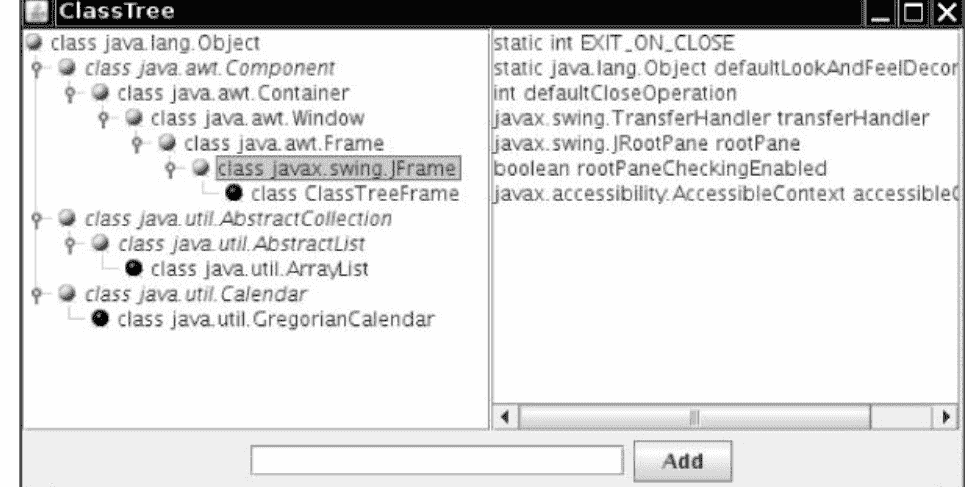 ClassTree
class java.lang.Object
class java.awt.Component
class java.awt.Container
class java.awt.Window
class java.awt.Frame
class javax.swing.JFrame
class ClassTreeFrame
class java.util.AbstractCollection
class java.util.AbstractList
class java.util.ArrayList
class java.util.Calendar
class java.util.GregorianCalendar
static int EXIT_ON_CLOSE
static java.lang.Object defaultLookAndFeelDecor
int defaultCloseOperation
javax.swing.TransferHandler transferHandler
javax.swing.JRootPane rootPane
boolean rootPaneCheckingEnabled
javax.accessibility.AccessibleContext accessibleC
Add